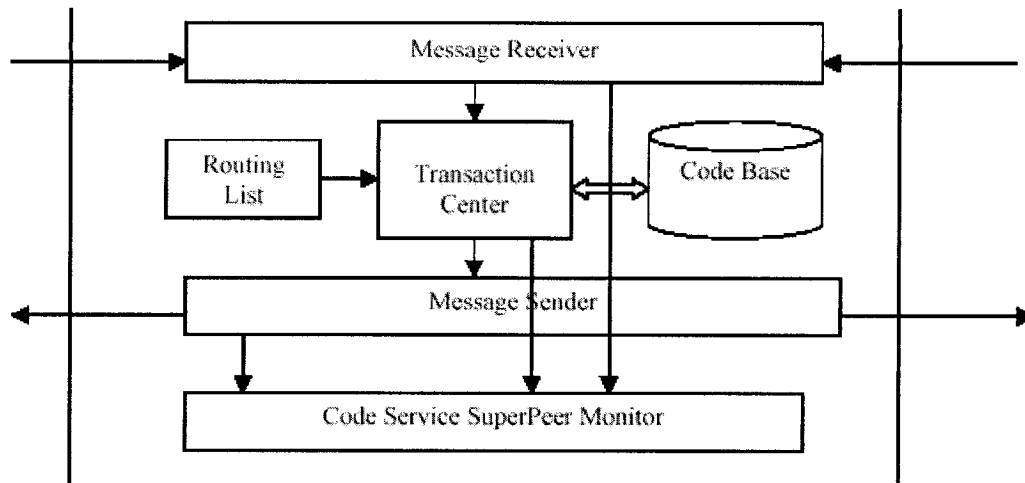 Message Receiver
Routing
List
Transaction
Center
Code Base
Message Sender
Code Service SuperPeer Monitor